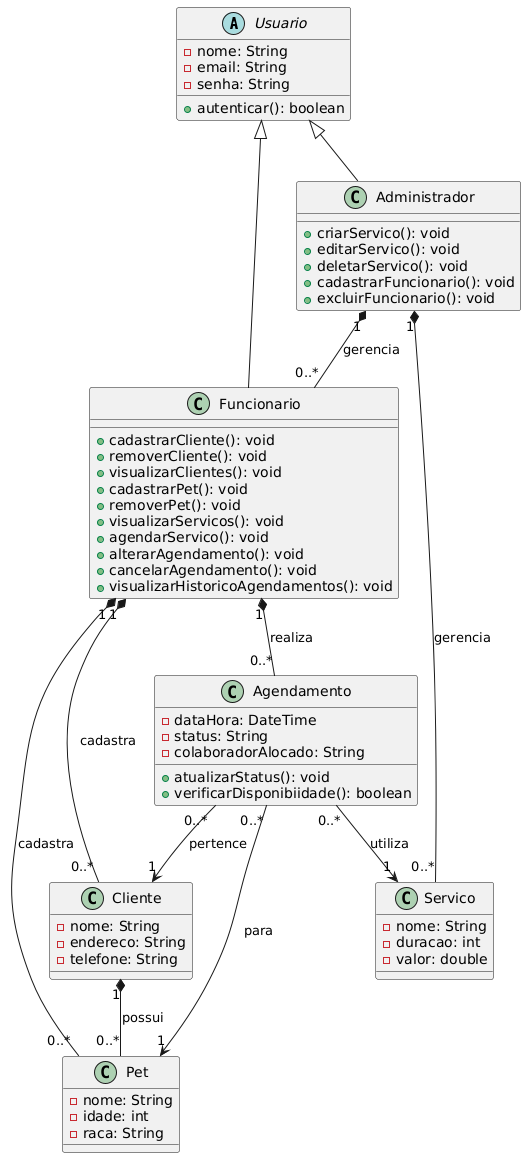 A Usuario
nome: String
email: String
senha: String
autenticar(): boolean
C Administrador
criarServico(): void
editarServico(): void
deletarServico(): void
cadastrarFuncionario(): void
excluirFuncionario(): void
1
1
gerencia
0..*
C Funcionario
cadastrarCliente(): void
removerCliente(): void
visualizarClientes(): void
cadastrarPet(): void
removerPet(): void
visualizarServicos(): void
agendarServico(): void
alterarAgendamento(): void
cancelarAgendamento(): void
visualizarHistoricoAgendamentos(): void
1
1
1
realiza
gerencia
0..*
C Agendamento
dataHora: DateTime
status: String
colaboradorAlocado: String
atualizarStatus(): void
verificarDisponibiidade(): boolean
cadastra
0..*
0..*
0..*
cadastra
pertence
utiliza
0..*
1
1
0..*
C Cliente
nome: String
endereco: String
telefone: String
C Servico
nome: String
duracao: int
valor: double
para
1
possui
0..*
0..*
1
C Pet
nome: String
idade: int
raca: String